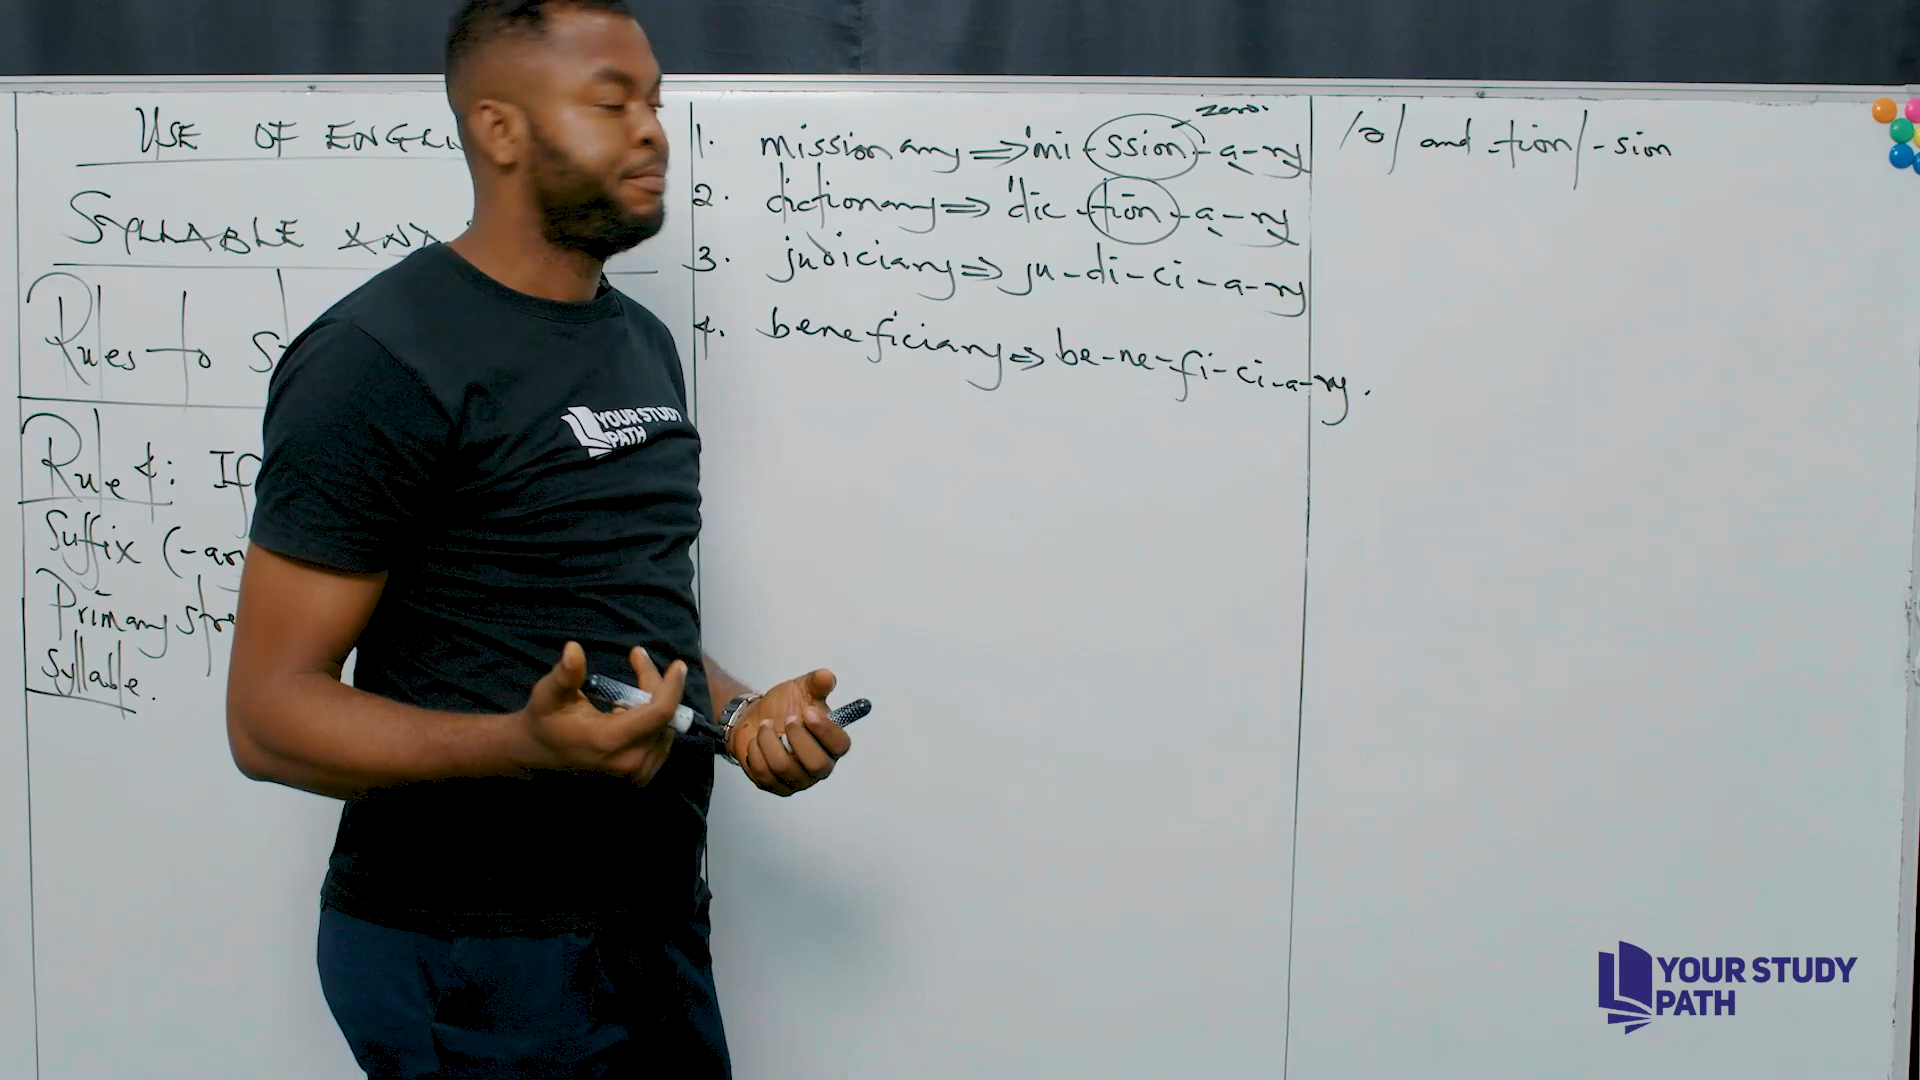 USE OF ENGL
SYLLABLE AND
Rules to S
Rule 4: If
Suffix (-ar
Primary stre
Syllable.
zero.
1. missionary => 'mi-ssion-a-ry
2. dictionary => 'dic-tion-a-ry
3. judiciary => ju-di-ci-a-ry
4. beneficiary => be-ne-fi-ci-a-ry.
/ə/ and -tion/-sion
YOUR STUDY
PATH
YOUR STUDY
PATH